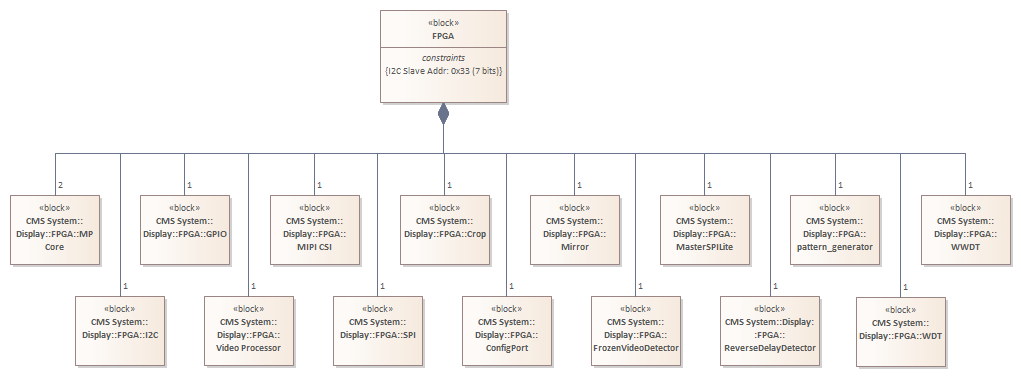 «block»
FPGA
constraints
{I2C Slave Addr: 0x33 (7 bits)}
2
1
1
1
1
1
1
1
«block»
CMS System::
Display::FPGA::MP
Core
«block»
CMS System::
Display::FPGA::GPIO
«block»
CMS System::
Display::FPGA::
MIPI CSI
«block»
CMS System::
Display::FPGA::Crop
«block»
CMS System::
Display::FPGA::
Mirror
«block»
CMS System::
Display::FPGA::
MasterSPILite
«block»
CMS System::
Display::FPGA::
pattern_generator
«block»
CMS System::
Display::FPGA::
WWDT
1
1
1
1
1
1
1
«block»
CMS System::
Display::FPGA::I2C
«block»
CMS System::
Display::FPGA::
Video Processor
«block»
CMS System::
Display::FPGA::SPI
«block»
CMS System::
Display::FPGA::
ConfigPort
«block»
CMS System::
Display::FPGA::
FrozenVideoDetector
«block»
CMS System::Display:
:FPGA::
ReverseDelayDetector
«block»
CMS System::
Display::FPGA::WDT